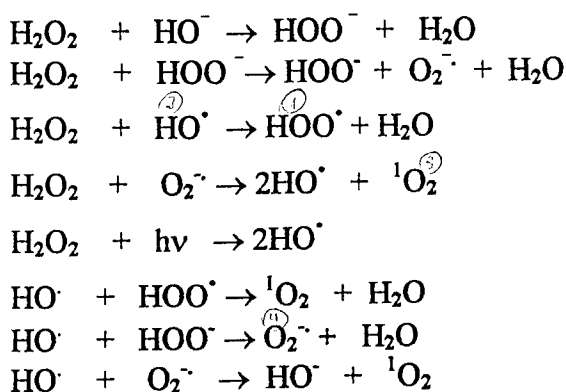 H₂O₂ + HO⁻ → HOO⁻ + H₂O
H₂O₂ + HOO⁻ → HOO⁻ + O₂⁻· + H₂O
H₂O₂ + HO• → HOO• + H₂O
H₂O₂ + O₂⁻· → 2HO• + ¹O₂
H₂O₂ + hν → 2HO•
HO· + HOO• → ¹O₂ + H₂O
HO· + HOO⁻ → O₂⁻· + H₂O
HO· + O₂⁻· → HO⁻ + ¹O₂